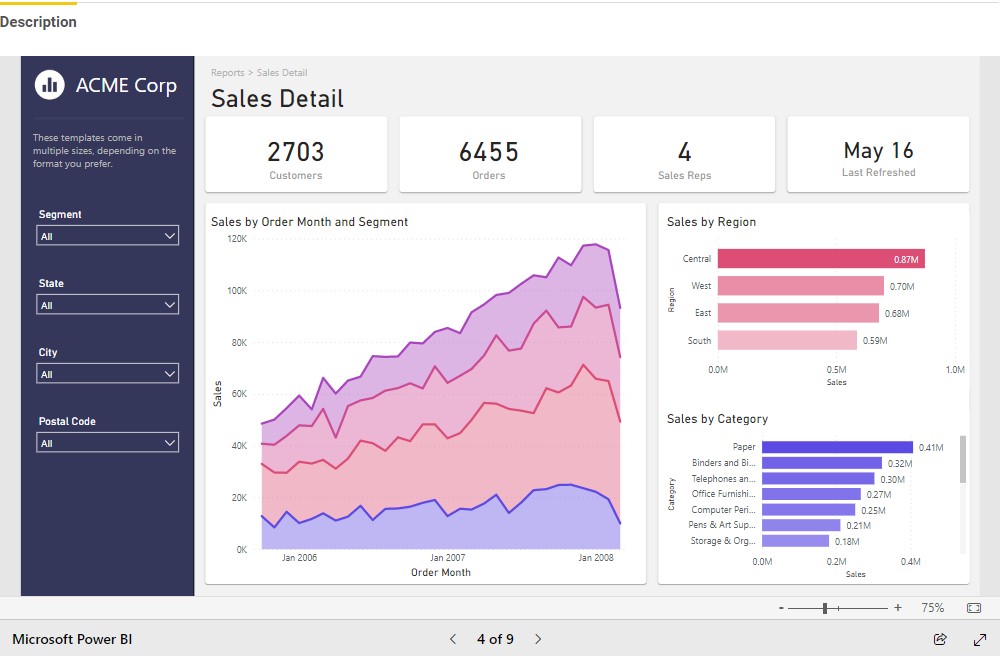 Description
ACME Corp
These templates come in
multiple sizes, depending on the
format you prefer.
Segment
All
State
All
City
All
Postal Code
All
Reports > Sales Detail
Sales Detail
2703
Customers
6455
Orders
4
Sales Reps
May 16
Last Refreshed
Sales by Order Month and Segment
120K
100K
80K
60K
40K
20K
0K
Sales
Jan 2006
Jan 2007
Jan 2008
Order Month
Sales by Region
Region
Central 0.87M
West 0.70M
East 0.68M
South 0.59M
0.0M 0.5M 1.0M
Sales
Sales by Category
Category
Paper 0.41M
Binders and Bi... 0.32M
Telephones an... 0.30M
Office Furnishi... 0.27M
Computer Peri... 0.25M
Pens & Art Sup... 0.21M
Storage & Org... 0.18M
0.0M 0.2M 0.4M
Sales
- + 75%
Microsoft Power BI
4 of 9